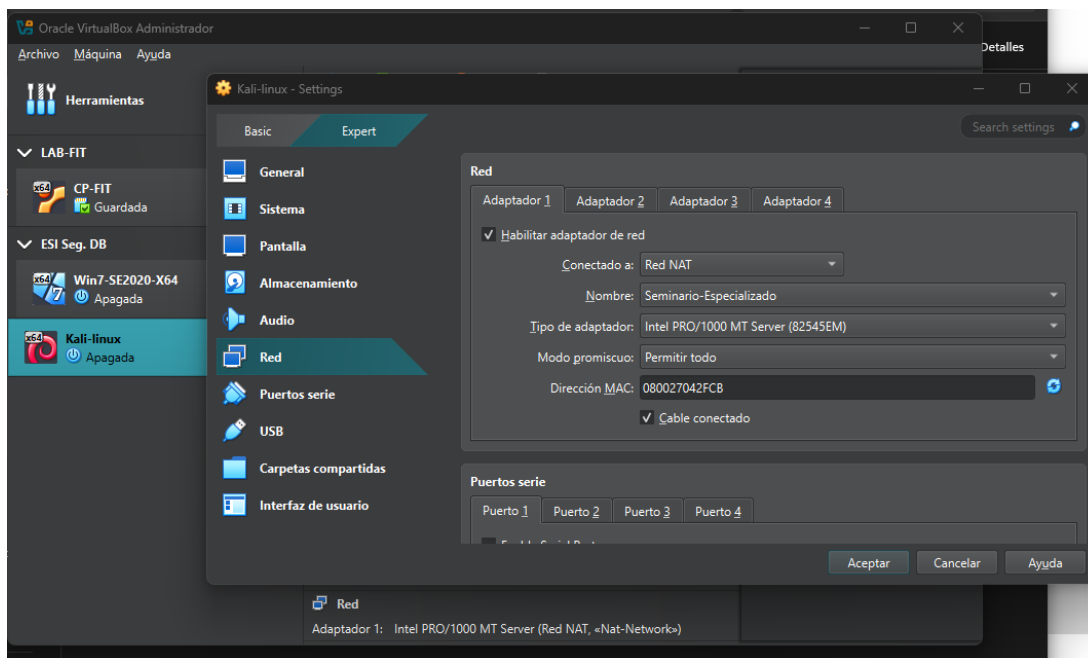 Oracle VirtualBox Administrador
Archivo Máquina Ayuda
Detalles
Herramientas
LAB-FIT
x64 CP-FIT
Guardada
ESI Seg. DB
x64 Win7-SE2020-X64
Apagada
x64 Kali-linux
Apagada
Kali-linux - Settings
Basic Expert
Search settings
General
Sistema
Pantalla
Almacenamiento
Audio
Red
Puertos serie
USB
Carpetas compartidas
Interfaz de usuario
Red
Adaptador 1 Adaptador 2 Adaptador 3 Adaptador 4
Habilitar adaptador de red
Conectado a: Red NAT
Nombre: Seminario-Especializado
Tipo de adaptador: Intel PRO/1000 MT Server (82545EM)
Modo promiscuo: Permitir todo
Dirección MAC: 080027042FCB
Cable conectado
Puertos serie
Puerto 1 Puerto 2 Puerto 3 Puerto 4
Aceptar Cancelar Ayuda
Red
Adaptador 1: Intel PRO/1000 MT Server (Red NAT, «Nat-Network»)